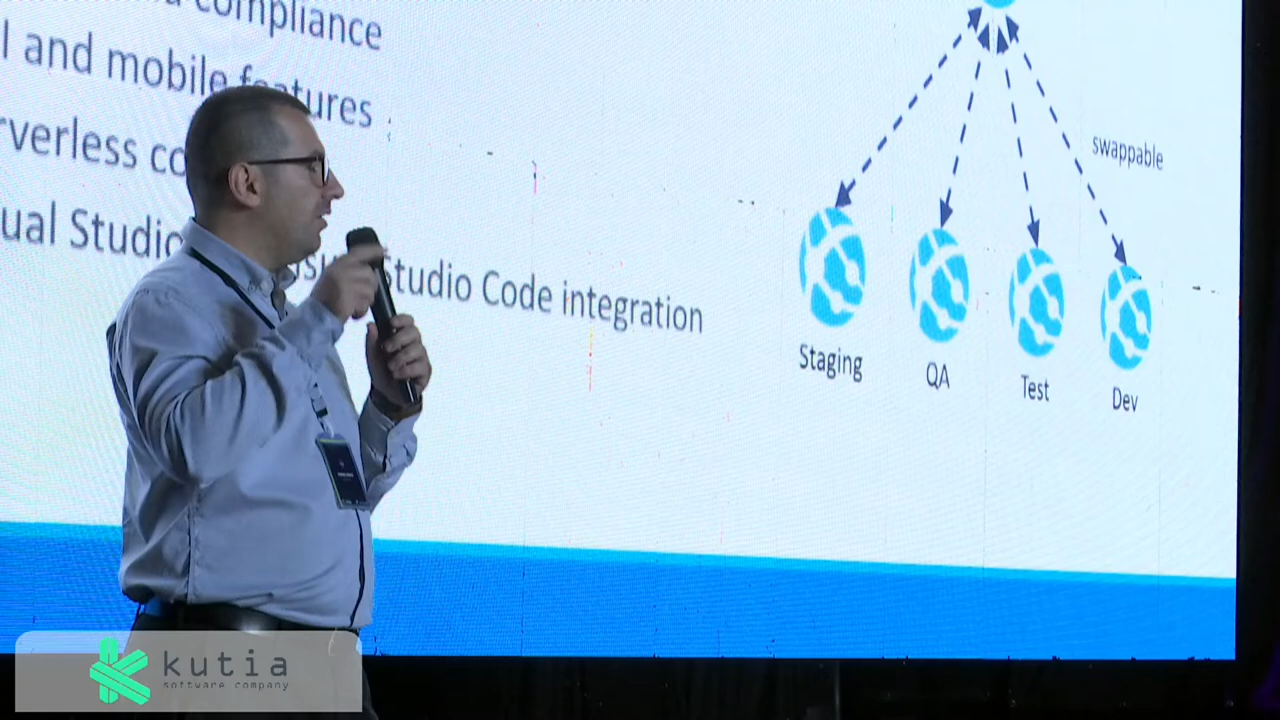 compliance
and mobile features
rverless co
ual Studio Studio Code integration
swappable
Staging
QA
Test
Dev
kutia
software company